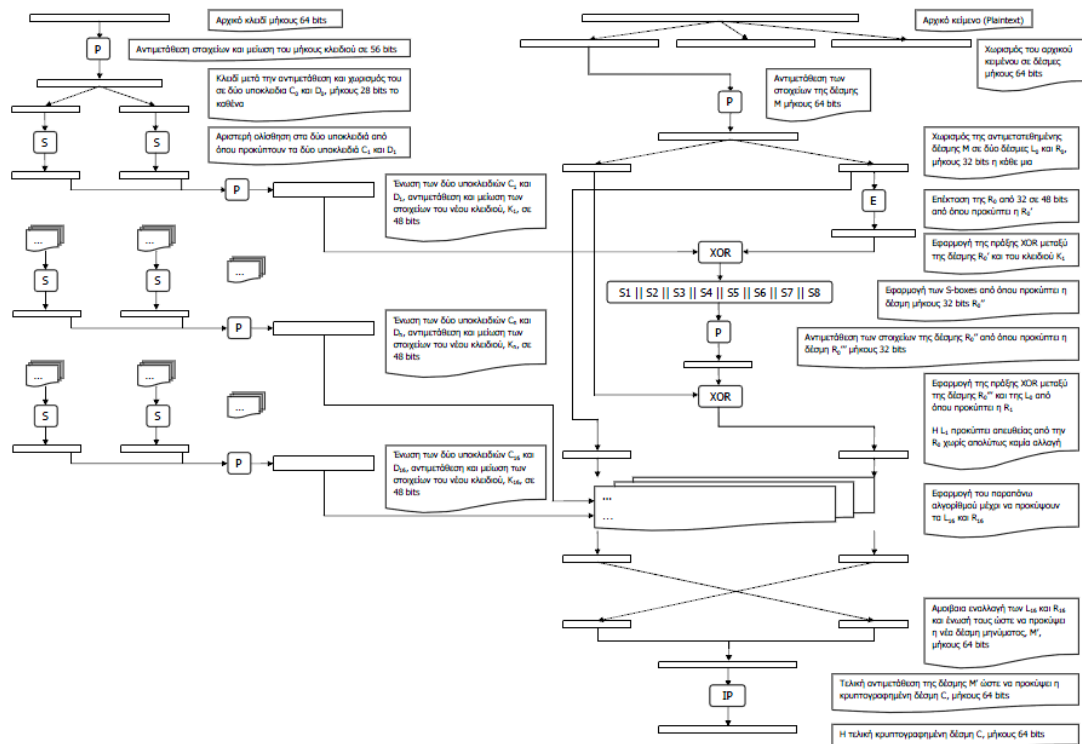 Αρχικό κλειδί μήκους 64 bits
P
Αντιμετάθεση στοιχείων και μείωση του μήκους κλειδιού σε 56 bits
Κλειδί μετά την αντιμετάθεση και χωρισμός του
σε δύο υποκλειδια C₀ και D₀, μήκους 28 bits το
καθένα
S
S
Αριστερή ολίσθηση στα δύο υποκλειδιά από
όπου προκύπτουν τα δύο υποκλειδιά C₁ και D₁
P
Ένωση των δύο υποκλειδιών C₁ και
D₁, αντιμετάθεση και μείωση των
στοιχείων του νέου κλειδιού, K₁, σε
48 bits
...
...
...
S
S
P
Ένωση των δύο υποκλειδιών Cₙ και
Dₙ, αντιμετάθεση και μείωση των
στοιχείων του νέου κλειδιού, Kₙ, σε
48 bits
...
...
...
S
S
P
Ένωση των δύο υποκλειδιών C₁₆ και
D₁₆, αντιμετάθεση και μείωση των
στοιχείων του νέου κλειδιού, K₁₆, σε
48 bits
Αρχικό κείμενο (Plaintext)
Χωρισμός του αρχικού
κειμένου σε δέσμες
μήκους 64 bits
P
Αντιμετάθεση των
στοιχείων της δέσμης
M μήκους 64 bits
Χωρισμός της αντιμετατεθημένης
δέσμης M σε δύο δέσμες L₀ και R₀,
μήκους 32 bits η κάθε μια
E
Επέκταση της R₀ από 32 σε 48 bits
από όπου προκύπτει η R₀'
XOR
Εφαρμογή της πράξης XOR μεταξύ
της δέσμης R₀' και του κλειδιού K₁
S1 || S2 || S3 || S4 || S5 || S6 || S7 || S8
Εφαρμογή των S-boxes από όπου προκύπτει η
δέσμη μήκους 32 bits R₀''
P
Αντιμετάθεση των στοιχείων της δέσμης R₀'' από όπου προκύπτει η
δέσμη R₀''' μήκους 32 bits
XOR
Εφαρμογή της πράξης XOR μεταξύ
της δέσμης R₀''' και της L₀ από
όπου προκύπτει η R₁
Η L₁ προκύπτει απευθείας από την
R₀ χωρίς απολύτως καμία αλλαγή
...
...
Εφαρμογή του παραπάνω
αλγορίθμού μέχρι να προκύψουν
τα L₁₆ και R₁₆
Αμοιβαια εναλλαγή των L₁₆ και R₁₆
και ένωσή τους ώστε να προκύψει
η νέα δέσμη μηνύματος, M',
μήκους 64 bits
IP
Τελική αντιμετάθεση της δέσμης M' ώστε να προκύψει η
κρυπτογραφημένη δέσμη C, μήκους 64 bits
Η τελική κρυπτογραφημένη δέσμη C, μήκους 64 bits